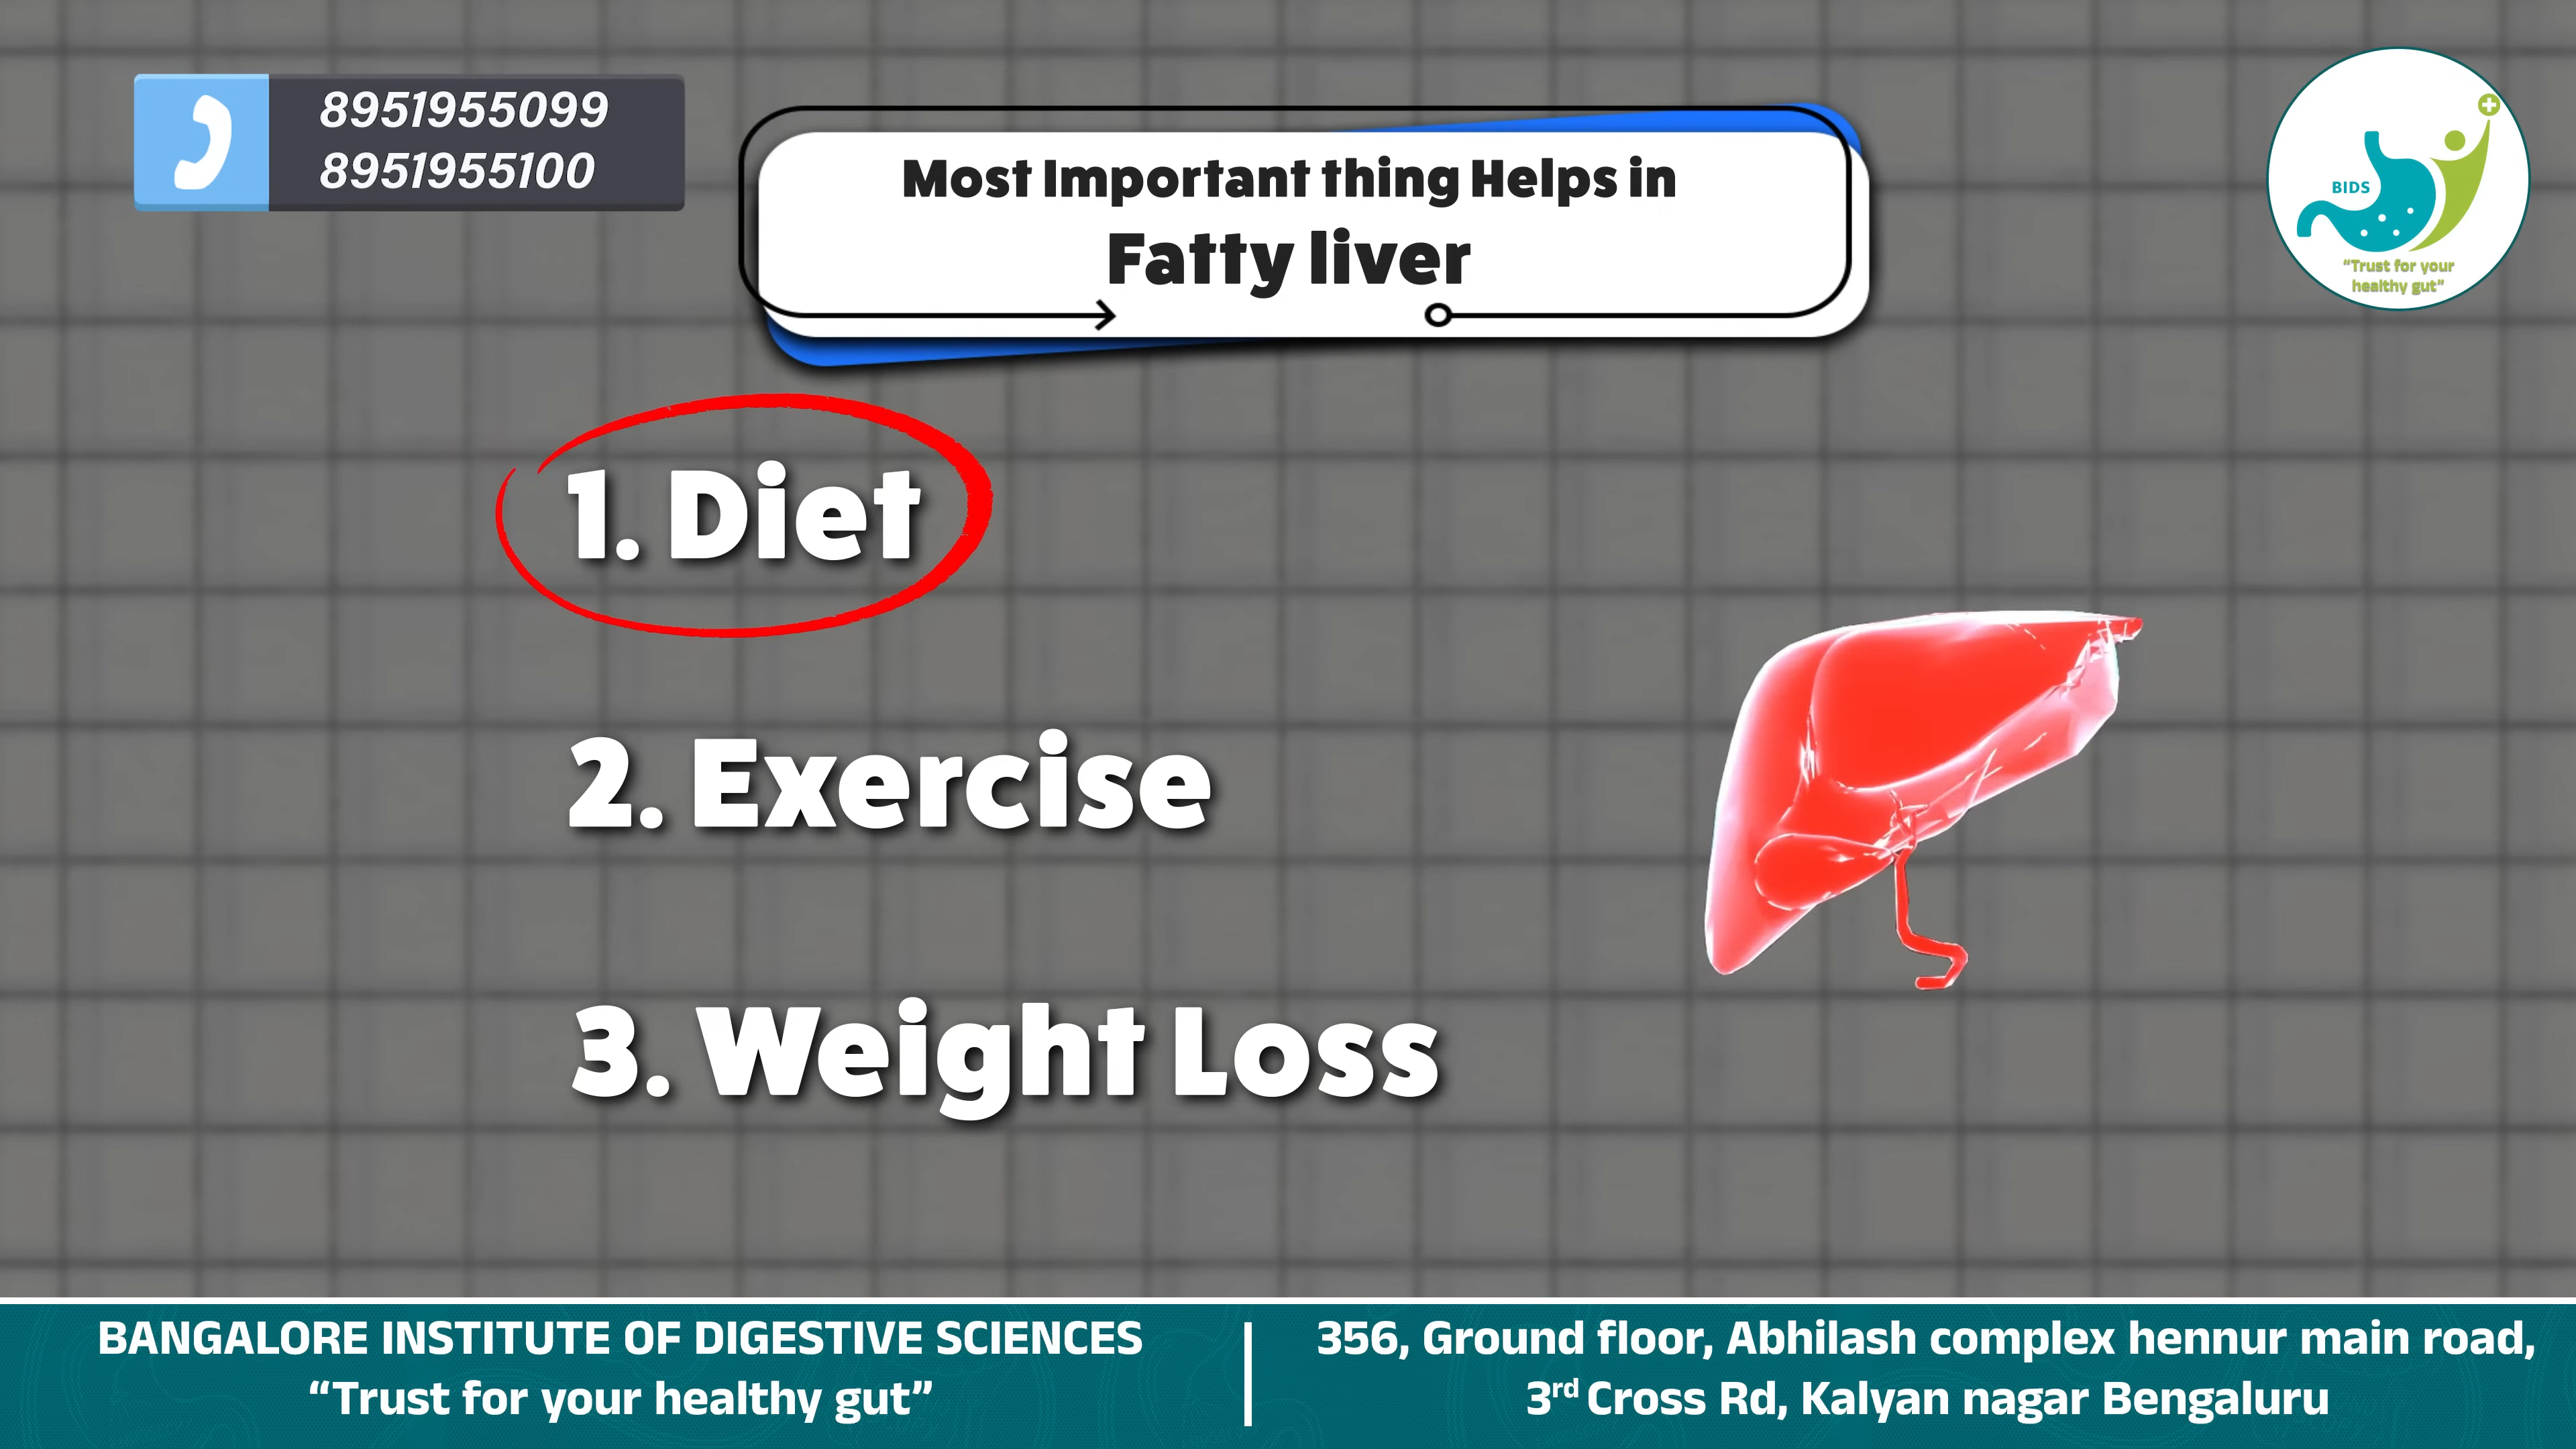 8951955099
8951955100
Most Important thing Helps in
Fatty liver
BIDS
“Trust for your
healthy gut”
1. Diet
2. Exercise
3. Weight Loss
BANGALORE INSTITUTE OF DIGESTIVE SCIENCES
“Trust for your healthy gut”
356, Ground floor, Abhilash complex hennur main road,
3rd Cross Rd, Kalyan nagar Bengaluru